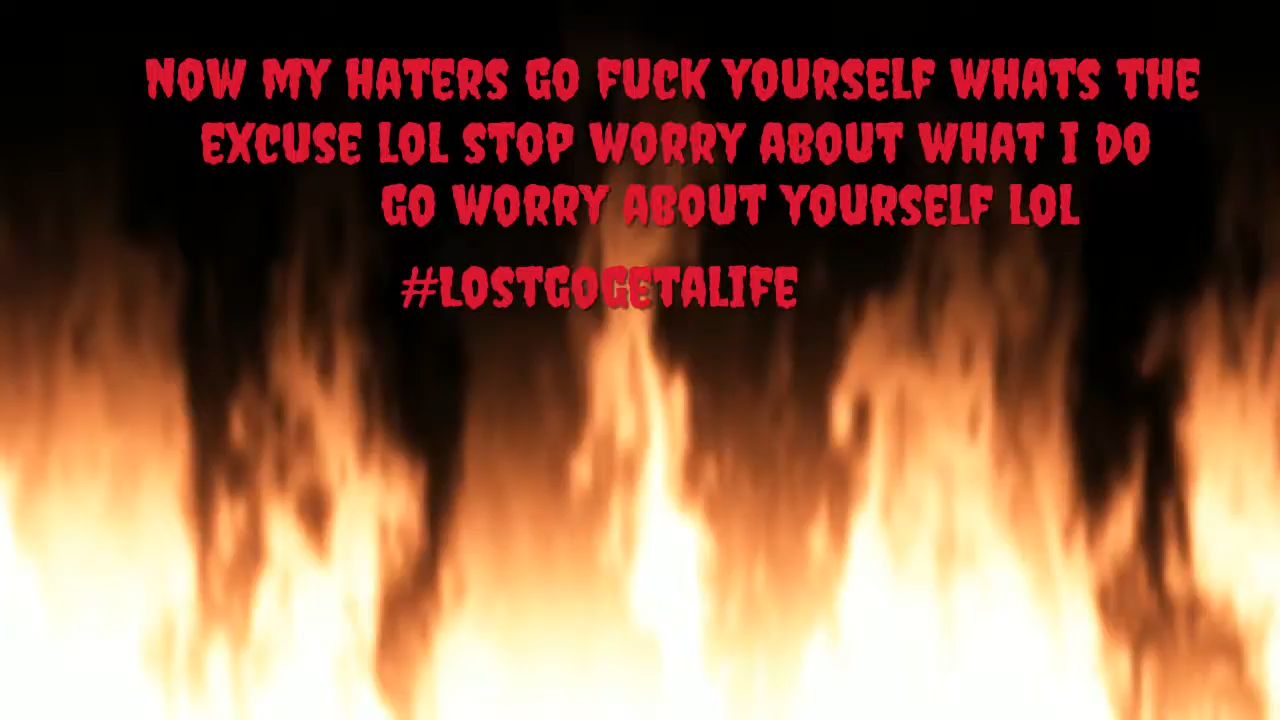 NOW MY HATERS GO FUCK YOURSELF WHATS THE
EXCUSE LOL STOP WORRY ABOUT WHAT I DO
GO WORRY ABOUT YOURSELF LOL
#LOSTGOGETALIFE